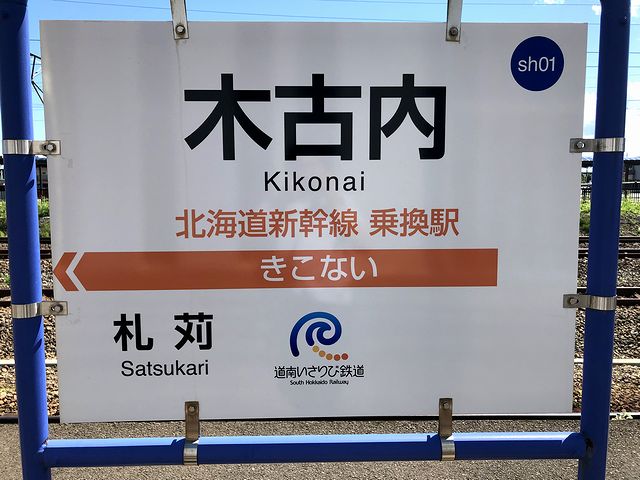 sh01
木古内
Kikonai
北海道新幹線 乗換駅
きこない
札苅
Satsukari
道南いさりび鉄道
South Hokkaido Railway